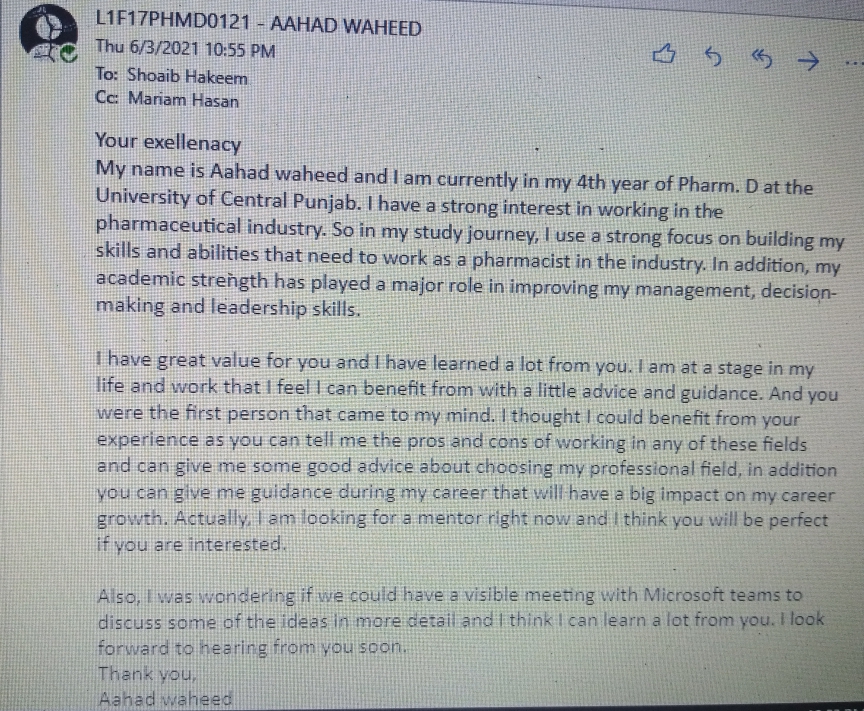 L1F17PHMD0121 - AAHAD WAHEED
Thu 6/3/2021 10:55 PM
To: Shoaib Hakeem
Cc: Mariam Hasan
Your exellenacy
My name is Aahad waheed and I am currently in my 4th year of Pharm. D at the
University of Central Punjab. I have a strong interest in working in the
pharmaceutical industry. So in my study journey, I use a strong focus on building my
skills and abilities that need to work as a pharmacist in the industry. In addition, my
academic strength has played a major role in improving my management, decision-
making and leadership skills.
I have great value for you and I have learned a lot from you. I am at a stage in my
life and work that I feel I can benefit from with a little advice and guidance. And you
were the first person that came to my mind. I thought I could benefit from your
experience as you can tell me the pros and cons of working in any of these fields
and can give me some good advice about choosing my professional field, in addition
you can give me guidance during my career that will have a big impact on my career
growth. Actually, I am looking for a mentor right now and I think you will be perfect
if you are interested.
Also, I was wondering if we could have a visible meeting with Microsoft teams to
discuss some of the ideas in more detail and I think I can learn a lot from you. I look
forward to hearing from you soon.
Thank you,
Aahad waheed